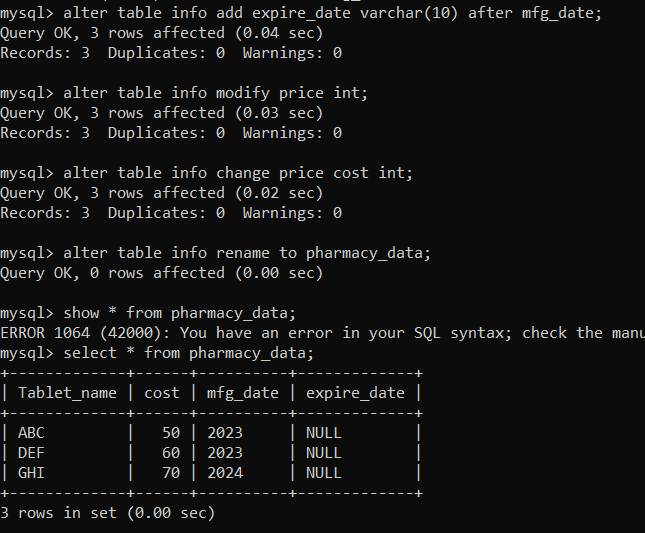 mysql> alter table info add expire_date varchar(10) after mfg_date;
Query OK, 3 rows affected (0.04 sec)
Records: 3  Duplicates: 0  Warnings: 0
mysql> alter table info modify price int;
Query OK, 3 rows affected (0.03 sec)
Records: 3  Duplicates: 0  Warnings: 0
mysql> alter table info change price cost int;
Query OK, 3 rows affected (0.02 sec)
Records: 3  Duplicates: 0  Warnings: 0
mysql> alter table info rename to pharmacy_data;
Query OK, 0 rows affected (0.00 sec)
mysql> show * from pharmacy_data;
ERROR 1064 (42000): You have an error in your SQL syntax; check the manu
mysql> select * from pharmacy_data;
+-------------+------+----------+-------------+
| Tablet_name | cost | mfg_date | expire_date |
+-------------+------+----------+-------------+
| ABC         |   50 | 2023     | NULL        |
| DEF         |   60 | 2023     | NULL        |
| GHI         |   70 | 2024     | NULL        |
+-------------+------+----------+-------------+
3 rows in set (0.00 sec)